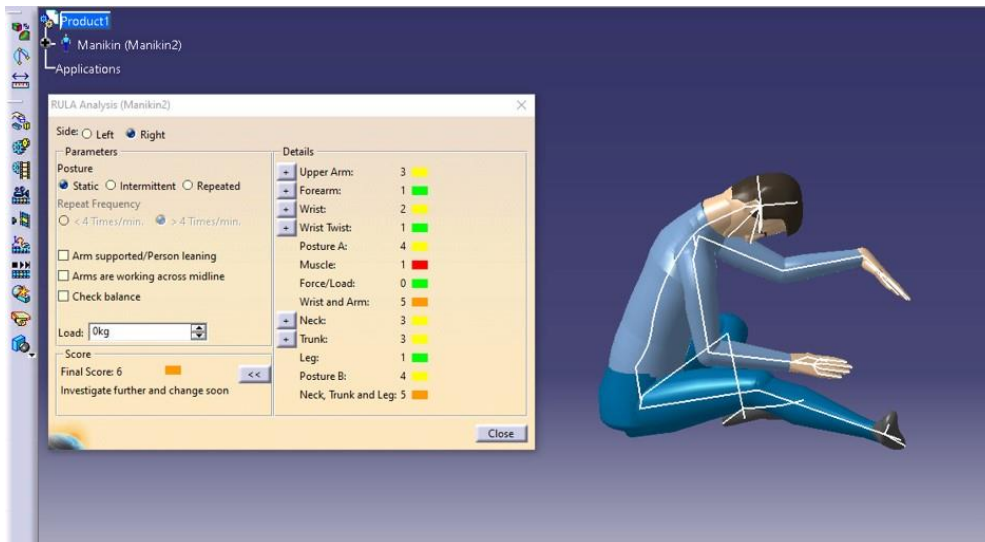 Product1
Manikin (Manikin2)
Applications
RULA Analysis (Manikin2)
Side: Left Right
Parameters
Posture
Static Intermittent Repeated
Repeat Frequency
< 4 Times/min. > 4 Times/min.
Arm supported/Person leaning
Arms are working across midline
Check balance
Load: 0kg
Score
Final Score: 6
<<
Investigate further and change soon
Details
+ Upper Arm: 3
+ Forearm: 1
+ Wrist: 2
+ Wrist Twist: 1
Posture A: 4
Muscle: 1
Force/Load: 0
Wrist and Arm: 5
+ Neck: 3
+ Trunk: 3
Leg: 1
Posture B: 4
Neck, Trunk and Leg: 5
Close